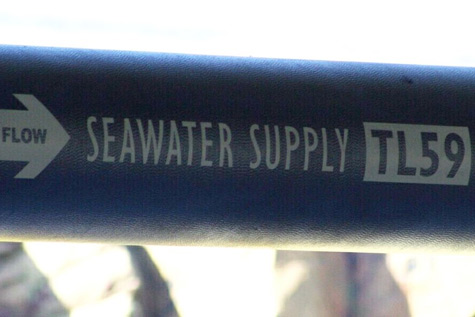 FLOW SEAWATER SUPPLY TL59